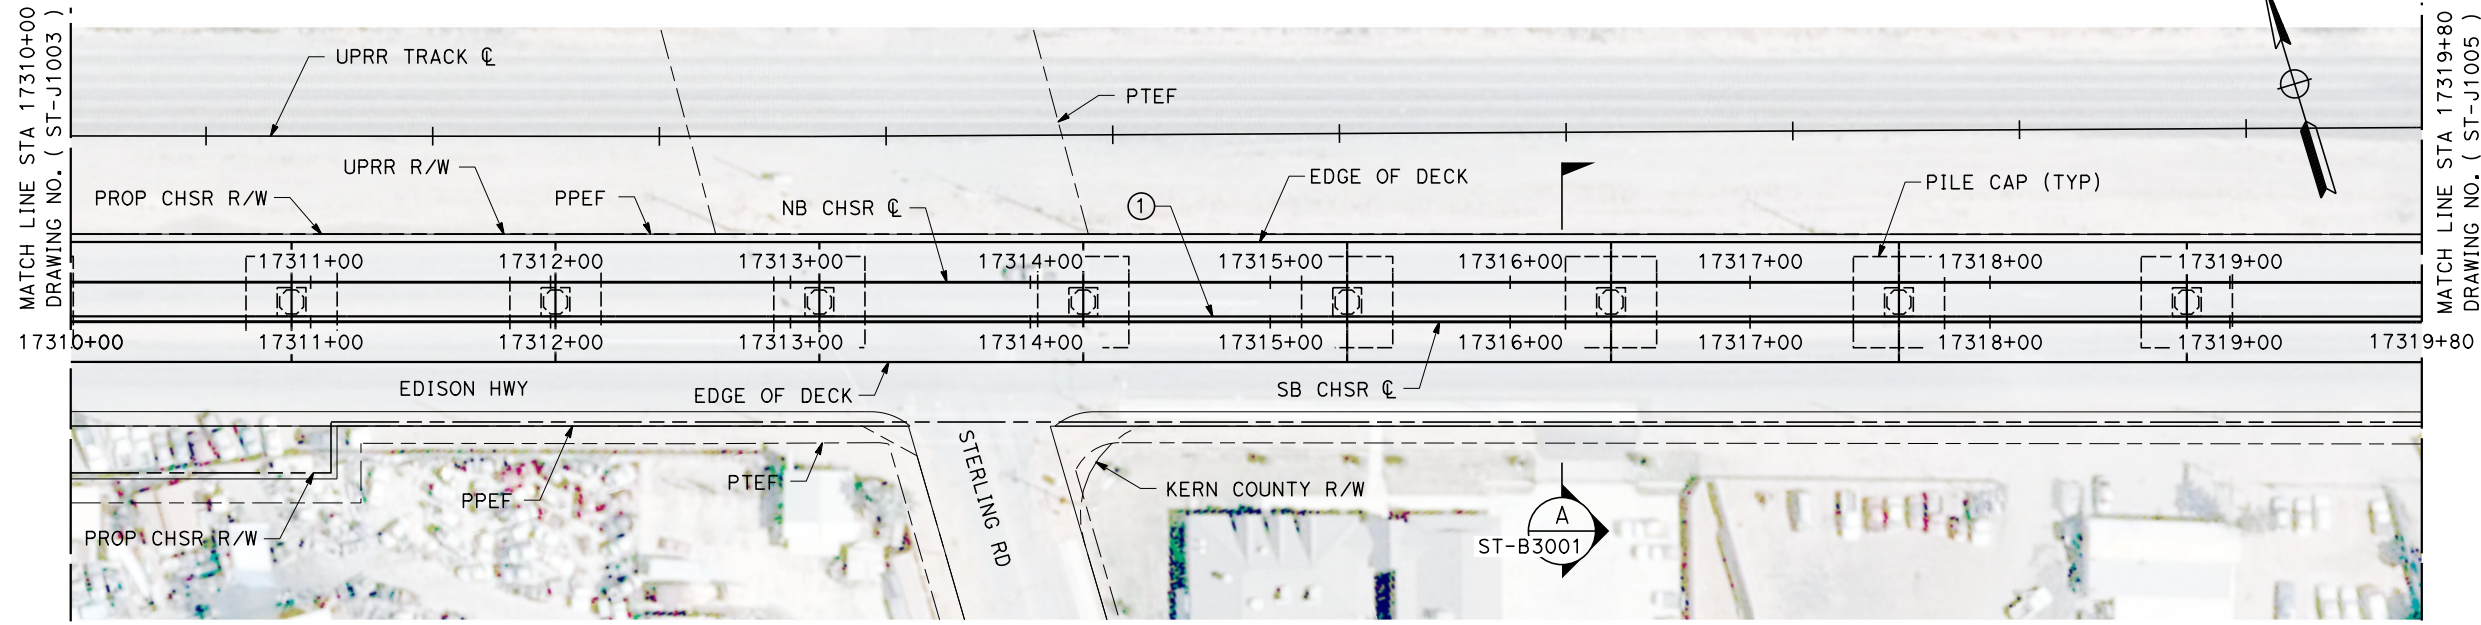 MATCH LINE STA 17310+00
DRAWING NO. ( ST-J1003 )
UPRR TRACK ℄
PTEF
UPRR R/W
PROP CHSR R/W
PPEF
NB CHSR ℄
1
EDGE OF DECK
PILE CAP (TYP)
17311+00 17312+00 17313+00 17314+00 17315+00 17316+00 17317+00 17318+00 17319+00
17310+00 17311+00 17312+00 17313+00 17314+00 17315+00 17316+00 17317+00 17318+00 17319+00 17319+80
EDISON HWY
EDGE OF DECK
SB CHSR ℄
STERLING RD
PTEF
PPEF
KERN COUNTY R/W
PROP CHSR R/W
A
ST-B3001
MATCH LINE STA 17319+80
DRAWING NO. ( ST-J1005 )